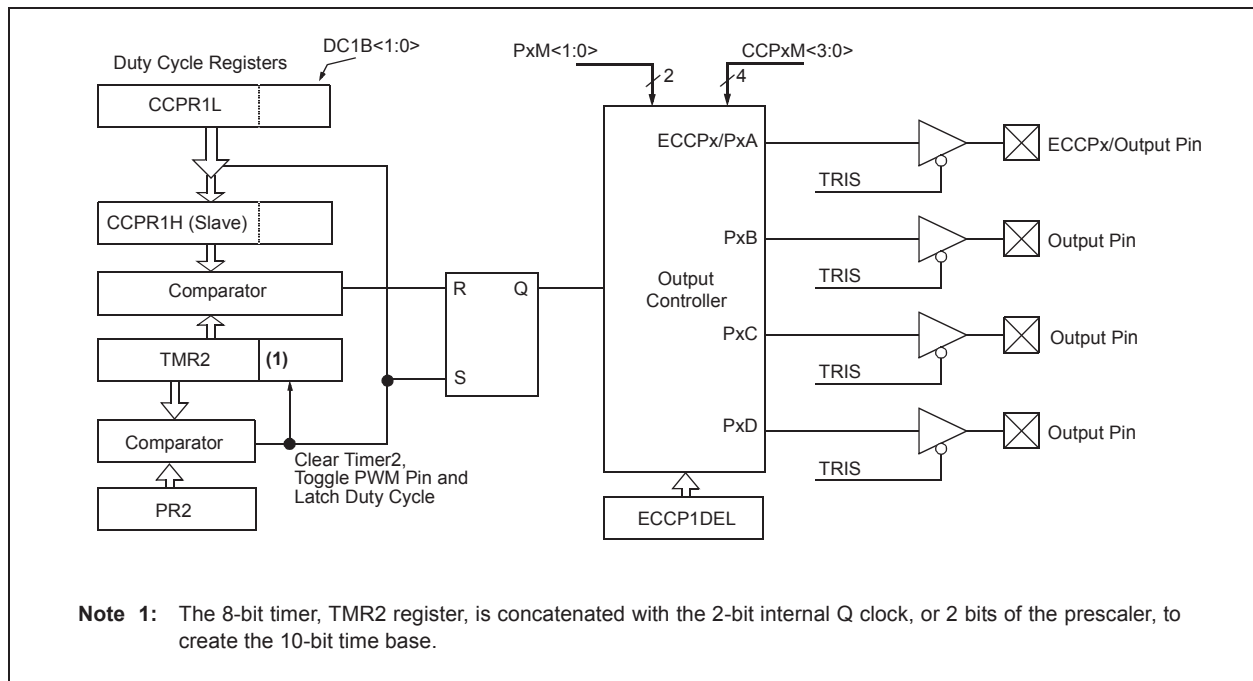 DC1B<1:0>
Duty Cycle Registers
CCPR1L
CCPR1H (Slave)
Comparator
TMR2
(1)
Comparator
PR2
Clear Timer2,
Toggle PWM Pin and
Latch Duty Cycle
R
Q
S
PxM<1:0>
2
CCPxM<3:0>
4
Output
Controller
ECCPx/PxA
PxB
PxC
PxD
ECCP1DEL
TRIS
ECCPx/Output Pin
TRIS
Output Pin
TRIS
Output Pin
TRIS
Output Pin
Note 1: The 8-bit timer, TMR2 register, is concatenated with the 2-bit internal Q clock, or 2 bits of the prescaler, to
create the 10-bit time base.